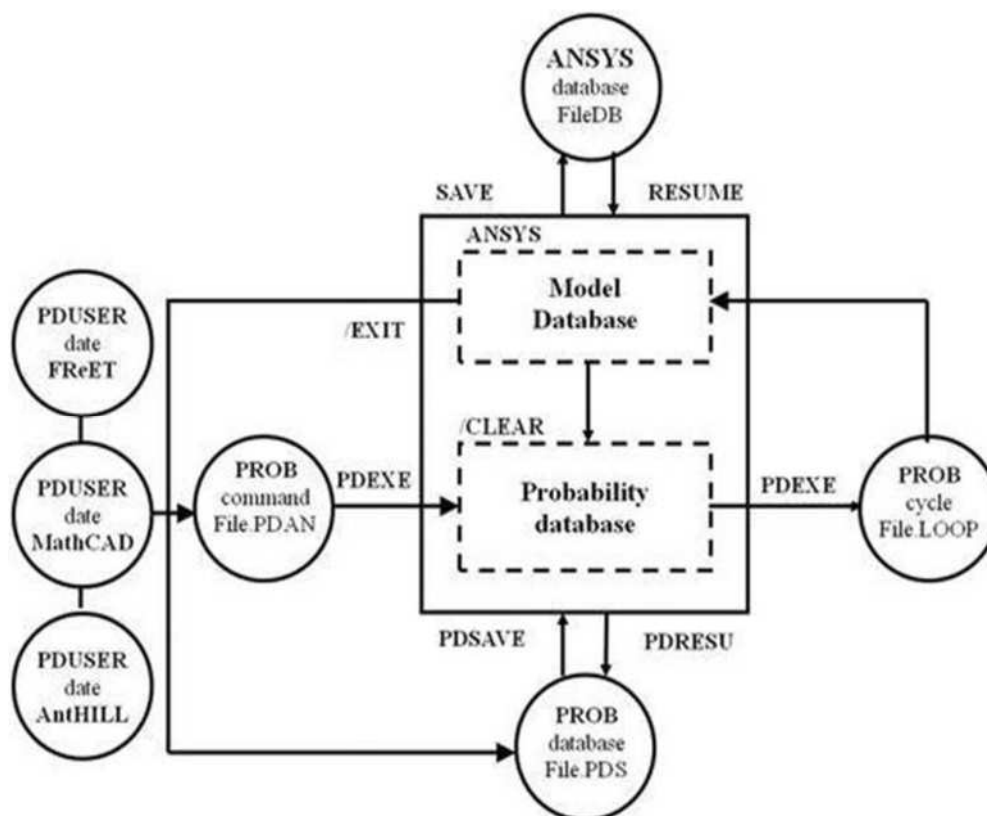 ANSYS
database
FileDB
SAVE
RESUME
ANSYS
Model
Database
/EXIT
PDUSER
date
FReET
/CLEAR
PDUSER
date
MathCAD
PROB
command
File.PDAN
PDEXE
Probability
database
PDEXE
PROB
cycle
File.LOOP
PDUSER
date
AntHILL
PDSAVE
PDRESU
PROB
database
File.PDS